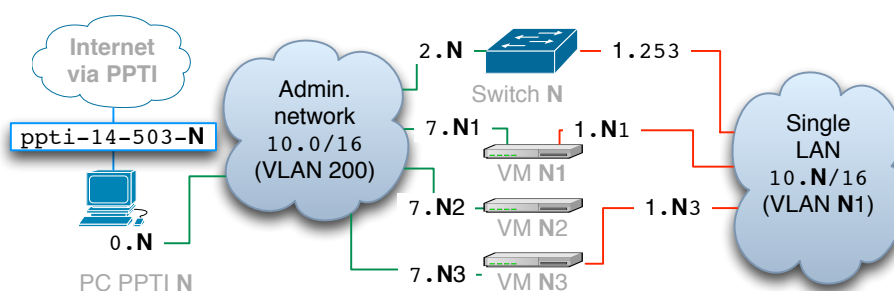 Internet
via PPTI
ppti-14-503-N
0.N
PC PPTI N
Admin.
network
10.0/16
(VLAN 200)
2.N
7.N1
7.N2
7.N3
Switch N
VM N1
VM N2
VM N3
1.253
1.N1
1.N3
Single
LAN
10.N/16
(VLAN N1)